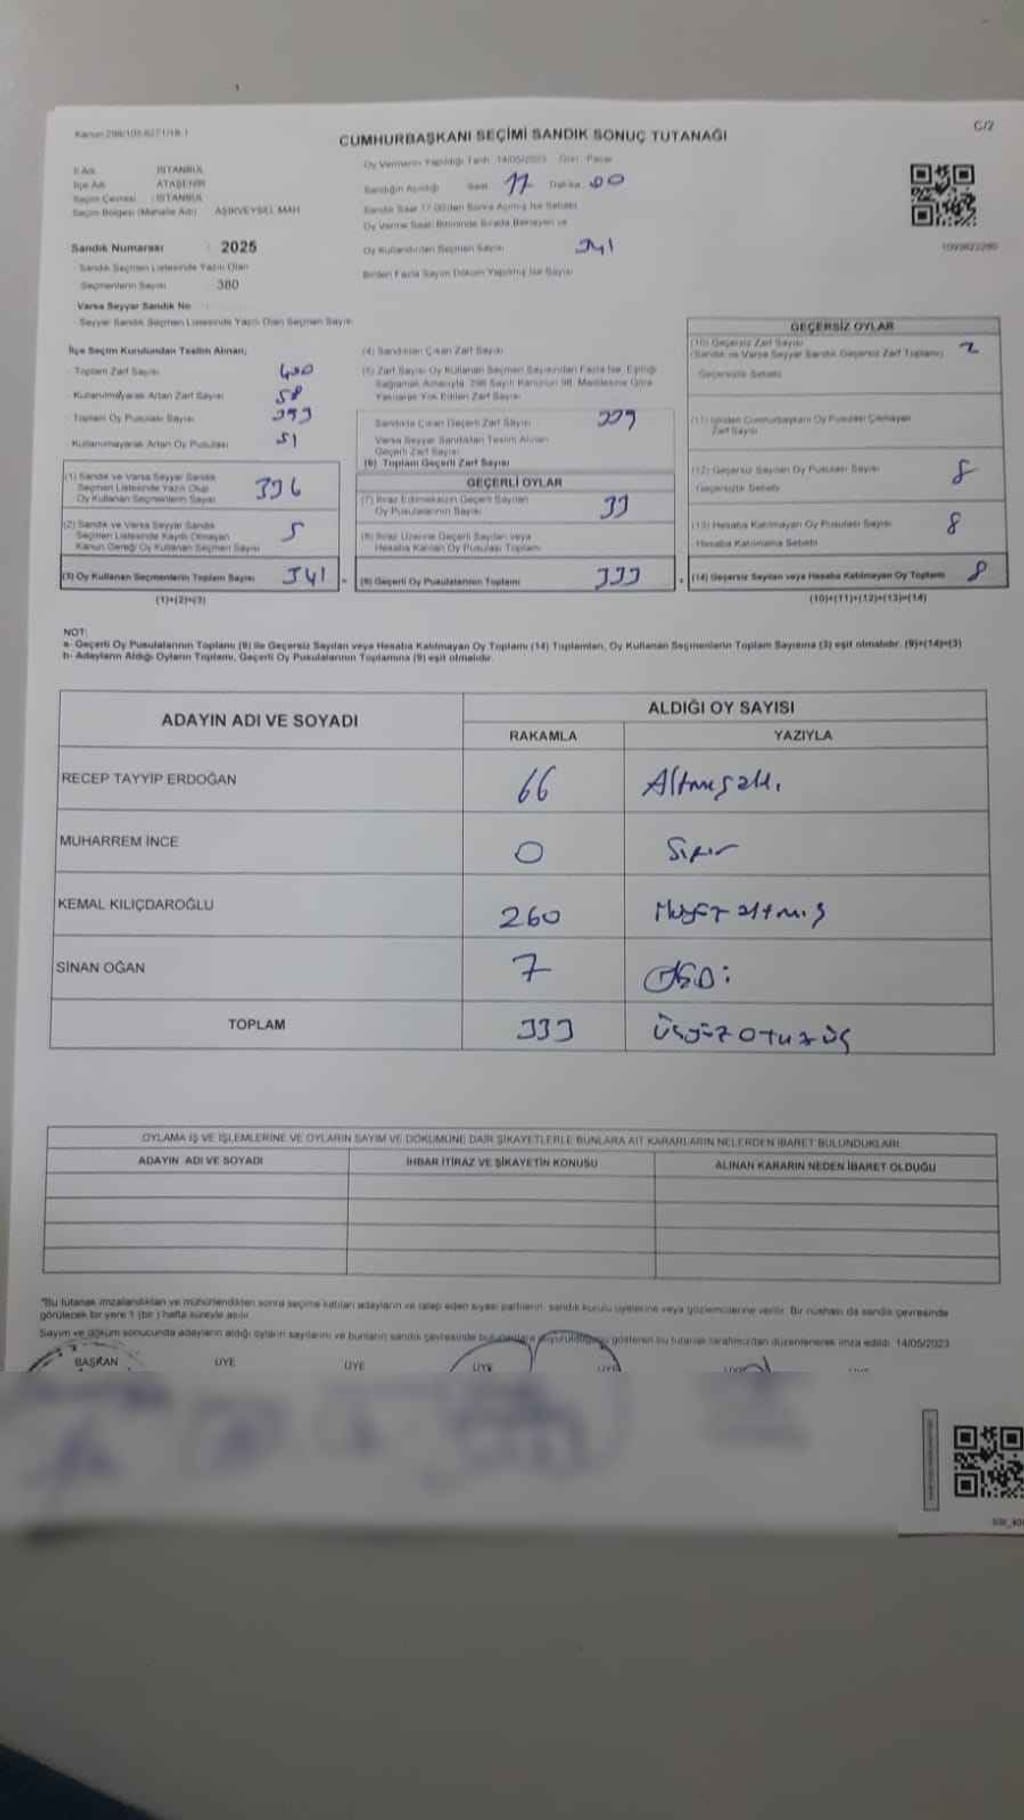 C/2
CUMHURBAŞKANI SEÇİMİ SANDIK SONUÇ TUTANAĞI
İl Adı : İSTANBUL
İlçe Adı : ATAŞEHİR
Seçim Çevresi : İSTANBUL
Seçim Bölgesi (Mahalle Adı) : AŞIKVEYSEL MAH
Sandık Numarası : 2025
Sandık Seçmen Listesinde Yazılı Olan
Seçmenlerin Sayısı : 380
Varsa Seyyar Sandık No
Seyyar Sandık Seçmen Listesinde Yazılı Olan Seçmen Sayısı
Oy Vermenin Yapıldığı Tarih : 14/05/2023 Günü : Pazar
Sandığın Açıldığı Saat : 17 Dakika : 00
Sandık Saat 17.00'den Sonra Açılmış İse Sebebi
Oy Verme Saati Bitiminde Sırada Bekleyen ve
Oy Kullandırılan Seçmen Sayısı 341
Birden Fazla Sayım Döküm Yapılmış İse Sayısı
İlçe Seçim Kurulundan Teslim Alınan;
Toplam Zarf Sayısı 400
Kullanılmayarak Artan Zarf Sayısı 58
Toplam Oy Pusulası Sayısı 393
Kullanılmayarak Artan Oy Pusulası 51
(1) Sandık ve Varsa Seyyar Sandık
Seçmen Listesinde Yazılı Olup
Oy Kullanan Seçmenlerin Sayısı 336
(2) Sandık ve Varsa Seyyar Sandık
Seçmen Listesinde Kayıtlı Olmayan
Kanun Gereği Oy Kullanan Seçmen Sayısı 5
(3) Oy Kullanan Seçmenlerin Toplam Sayısı 341
(1)+(2)=(3)
(4) Sandıktan Çıkan Zarf Sayısı
(5) Zarf Sayısı Oy Kullanan Seçmen Sayısından Fazla İse, Eşitliği
Sağlamak Amacıyla 298 Sayılı Kanunun 98. Maddesine Göre
Yakılarak Yok Edilen Zarf Sayısı
Sandıkta Çıkan Geçerli Zarf Sayısı 339
Varsa Seyyar Sandıktan Teslim Alınan
Geçerli Zarf Sayısı
(6) Toplam Geçerli Zarf Sayısı
GEÇERLİ OYLAR
(7) İtiraz Edilmeksizin Geçerli Sayılan
Oy Pusulalarının Sayısı 33
(8) İtiraz Üzerine Geçerli Sayılan veya
Hesaba Katılan Oy Pusulası Toplamı
(9) Geçerli Oy Pusulalarının Toplamı 333
GEÇERSİZ OYLAR
(10) Geçersiz Zarf Sayısı
(Sandık ve Varsa Seyyar Sandık Geçersiz Zarf Toplamı) 2
Geçersizlik Sebebi
(11) İçinden Cumhurbaşkanı Oy Pusulası Çıkmayan
Zarf Sayısı
(12) Geçersiz Sayılan Oy Pusulası Sayısı 8
Geçersizlik Sebebi
(13) Hesaba Katılmayan Oy Pusulası Sayısı 8
Hesaba Katılmama Sebebi
(14) Geçersiz Sayılan veya Hesaba Katılmayan Oy Toplamı 8
(10)+(11)+(12)+(13)=(14)
NOT:
a- Geçerli Oy Pusulalarının Toplamı (9) ile Geçersiz Sayılan veya Hesaba Katılmayan Oy Toplamı (14) Toplamları, Oy Kullanan Seçmenlerin Toplam Sayısına (3) eşit olmalıdır. (9)+(14)=(3)
b- Adayların Aldığı Oyların Toplamı, Geçerli Oy Pusulalarının Toplamına (9) eşit olmalıdır.
ADAYIN ADI VE SOYADI
ALDIĞI OY SAYISI
RAKAMLA YAZIYLA
RECEP TAYYİP ERDOĞAN 66 Altmışaltı
MUHARREM İNCE 0 Sıfır
KEMAL KILIÇDAROĞLU 260
SİNAN OĞAN 7
TOPLAM 333 üçyüzotuzüç
OYLAMA İŞ VE İŞLEMLERİNE VE OYLARIN SAYIM VE DÖKÜMÜNE DAİR ŞİKAYETLERLE BUNLARA AİT KARARLARIN NELERDEN İBARET BULUNDUKLARI
ADAYIN ADI VE SOYADI İHBAR İTİRAZ VE ŞİKAYETİN KONUSU ALINAN KARARIN NEDEN İBARET OLDUĞU
*Bu tutanak imzalandıktan ve mühürlendikten sonra seçime katılan adayların ve talep eden siyasi partilerin sandık kurulu üyelerine veya gözlemcilerine verilir. Bir nüshası da sandık çevresinde
görülecek bir yere 1 (bir) hafta süreyle asılır.
Sayım ve döküm sonucunda adayların aldığı oyların sayılarını ve bunların sandık çevresinde bulunanlara duyurulduğunu gösteren bu tutanak tarafımızdan düzenlenerek imza edildi. 14/05/2023
BAŞKAN ÜYE ÜYE ÜYE ÜYE